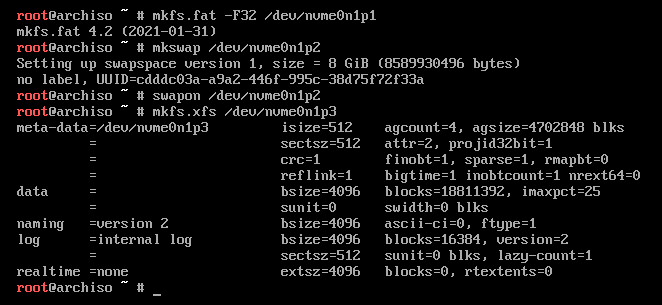 root@archiso ~ # mkfs.fat -F32 /dev/nvme0n1p1
mkfs.fat 4.2 (2021-01-31)
root@archiso ~ # mkswap /dev/nvme0n1p2
Setting up swapspace version 1, size = 8 GiB (8589930496 bytes)
no label, UUID=cdddc03a-a9a2-446f-995c-38d75f72f33a
root@archiso ~ # swapon /dev/nvme0n1p2
root@archiso ~ # mkfs.xfs /dev/nvme0n1p3
meta-data=/dev/nvme0n1p3         isize=512    agcount=4, agsize=4702848 blks
         =                       sectsz=512   attr=2, projid32bit=1
         =                       crc=1        finobt=1, sparse=1, rmapbt=0
         =                       reflink=1    bigtime=1 inobtcount=1 nrext64=0
data     =                       bsize=4096   blocks=18811392, imaxpct=25
         =                       sunit=0      swidth=0 blks
naming   =version 2              bsize=4096   ascii-ci=0, ftype=1
log      =internal log           bsize=4096   blocks=16384, version=2
         =                       sectsz=512   sunit=0 blks, lazy-count=1
realtime =none                   extsz=4096   blocks=0, rtextents=0
root@archiso ~ # _